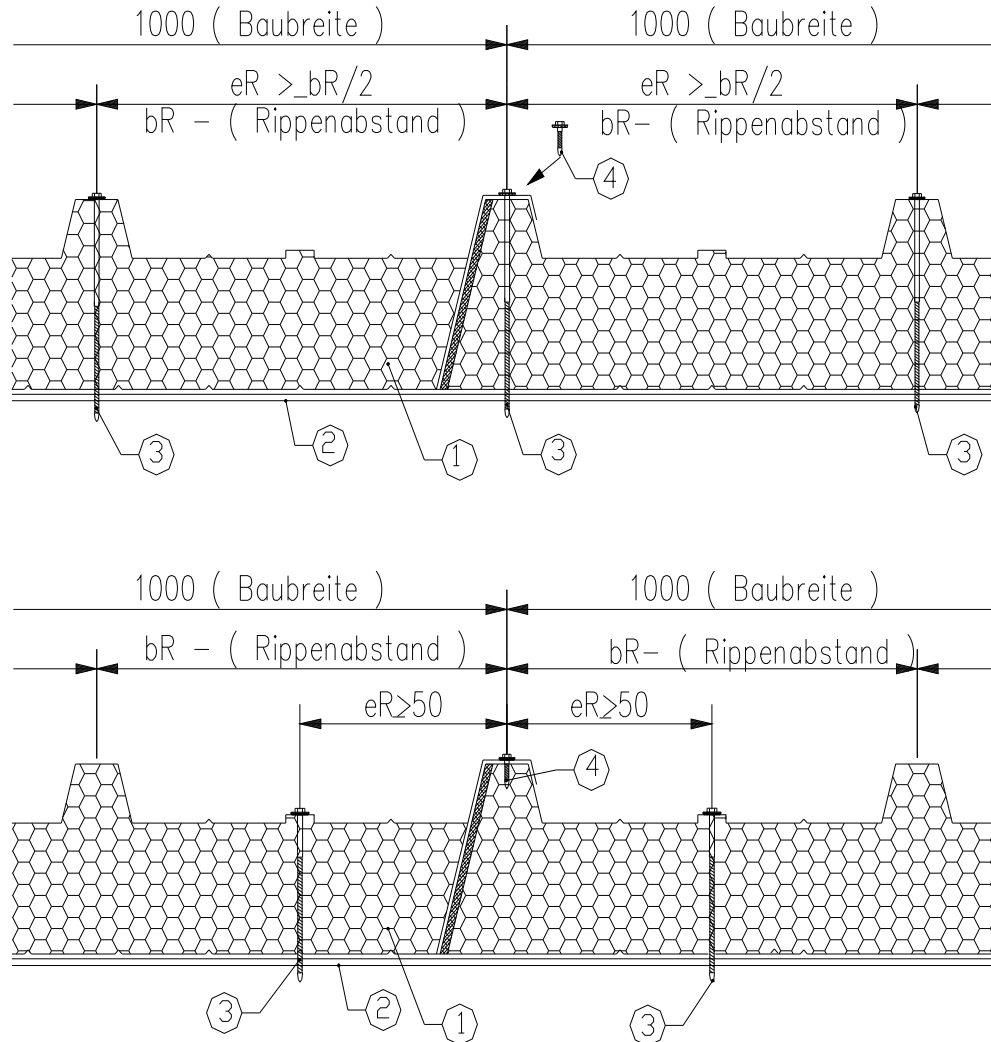 1000 ( Baubreite ) 1000 ( Baubreite )
eR >_bR/2 eR >_bR/2
bR - ( Rippenabstand ) bR- ( Rippenabstand )
4
3 2 1 3 3
1000 ( Baubreite ) 1000 ( Baubreite )
bR - ( Rippenabstand ) bR- ( Rippenabstand )
eR≥50 eR≥50
4
3 2 1 3